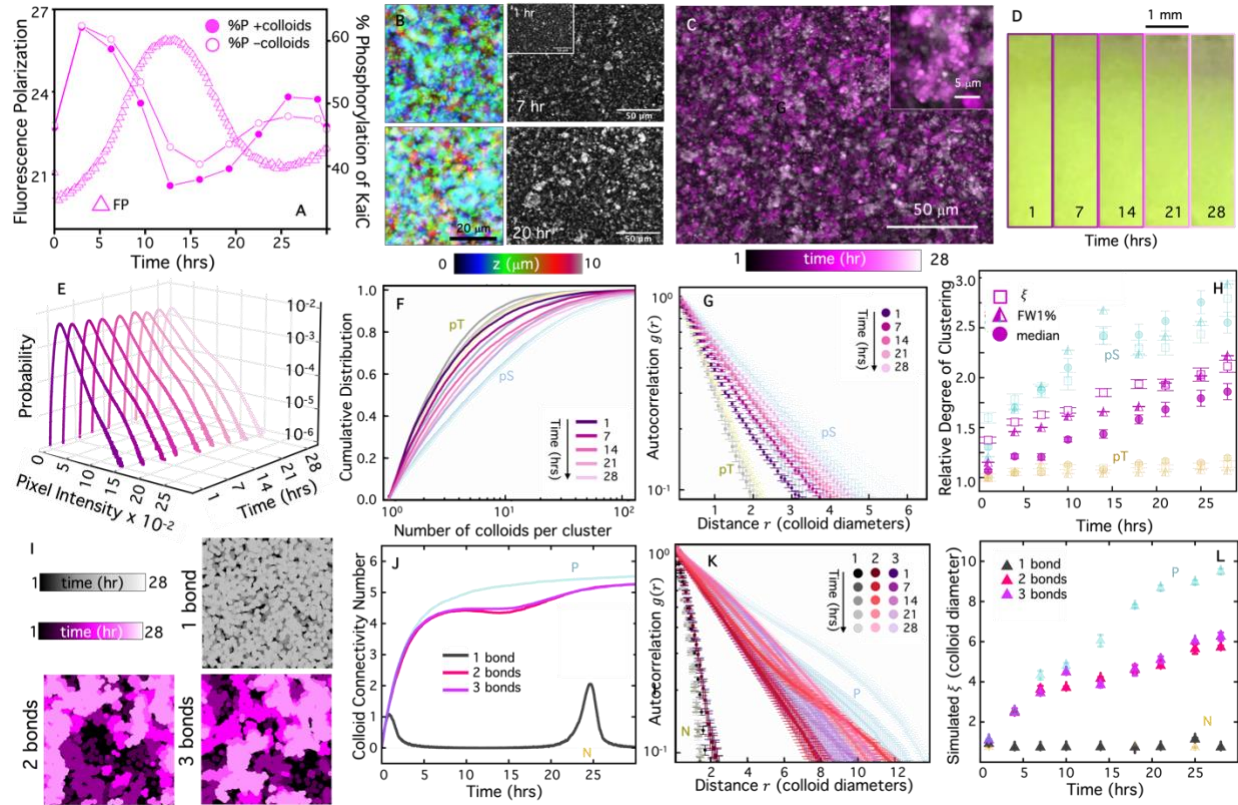 27
24
21
Fluorescence Polarization
%P +colloids
%P −colloids
60
50
40
% Phosphorylation of KaiC
FP
A
0 5 10 15 20 25
Time (hrs)
B
1 hr
7 hr
50 μm
20 μm
20 hr
50 μm
0 z (μm) 10
C
5 μm
50 μm
1 time (hr) 28
D
1 mm
1 7 14 21 28
Time (hrs)
E
Probability
10-2
10-3
10-4
10-5
10-6
0 5 10 15 20 25
Pixel Intensity x 10-2
1 7 14 21 28
Time (hrs)
F
Cumulative Distribution
1.0
0.8
0.6
0.4
0.2
0.0
pT
pS
Time (hrs)
1
7
14
21
28
100 101 102
Number of colloids per cluster
G
Autocorrelation g(r)
100
10-1
Time (hrs)
1
7
14
21
28
pS
pT
1 2 3 4 5 6
Distance r (colloid diameters)
H
Relative Degree of Clustering
3.0
2.5
2.0
1.5
1.0
ξ
FW1%
median
pS
pT
0 5 10 15 20 25
Time (hrs)
I
1 time (hr) 28
1 time (hr) 28
1 bond
2 bonds
3 bonds
J
Colloid Connectivity Number
6
5
4
3
2
1
0
P
1 bond
2 bonds
3 bonds
N
0 5 10 15 20 25
Time (hrs)
K
Autocorrelation g(r)
100
10-1
1 2 3
Time (hrs)
1
7
14
21
28
P
N
2 4 6 8 10 12
Distance r (colloid diameters)
L
Simulated ξ (colloid diameter)
10
8
6
4
2
0
1 bond
2 bonds
3 bonds
P
N
0 5 10 15 20 25
Time (hrs)